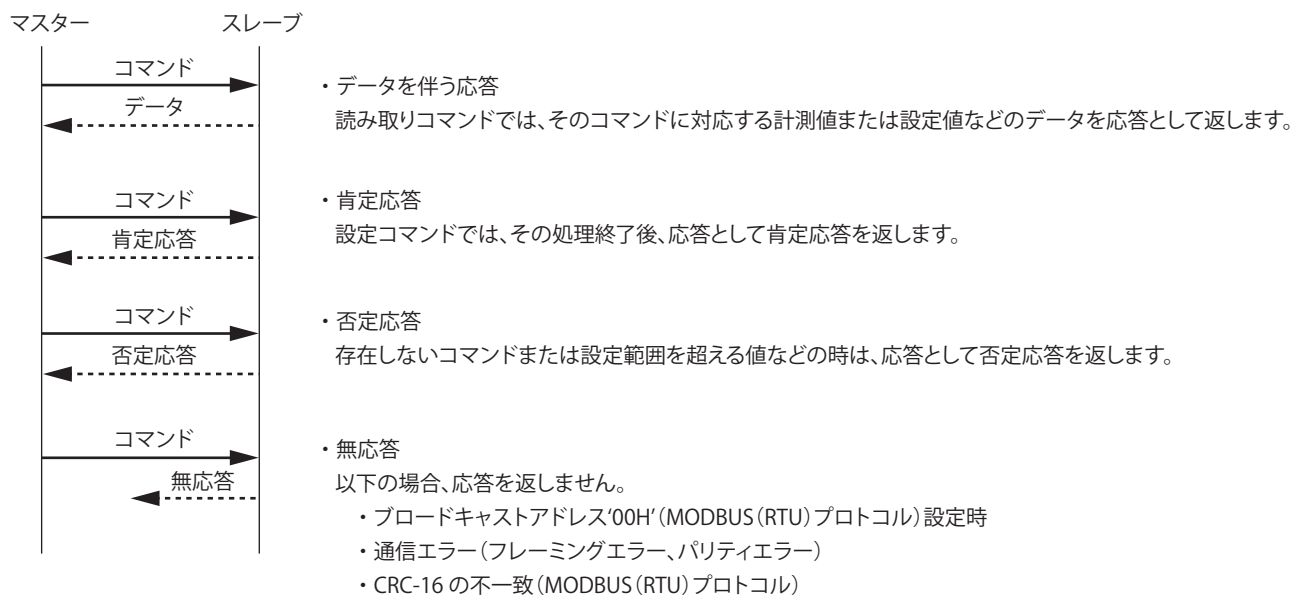 マスター　　スレーブ
コマンド
データ
・データを伴う応答
読み取りコマンドでは、そのコマンドに対応する計測値または設定値などのデータを応答として返します。
コマンド
肯定応答
・肯定応答
設定コマンドでは、その処理終了後、応答として肯定応答を返します。
コマンド
否定応答
・否定応答
存在しないコマンドまたは設定範囲を超える値などの時は、応答として否定応答を返します。
コマンド
無応答
・無応答
以下の場合、応答を返しません。
・ブロードキャストアドレス‘00H’（MODBUS（RTU）プロトコル）設定時
・通信エラー（フレーミングエラー、パリティエラー）
・CRC-16 の不一致（MODBUS（RTU）プロトコル）